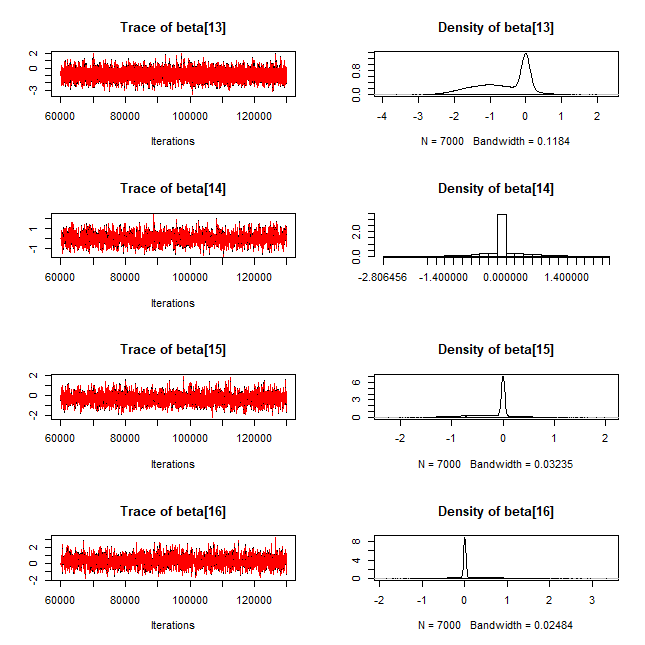 Trace of beta[13]
Density of beta[13]
2
0
-3
60000 80000 100000 120000
Iterations
0.8
0.0
-4 -3 -2 -1 0 1 2
N = 7000 Bandwidth = 0.1184
Trace of beta[14]
Density of beta[14]
1
-1
60000 80000 100000 120000
Iterations
2.0
0.0
-2.806456 -1.400000 0.000000 1.400000
Trace of beta[15]
Density of beta[15]
2
0
-2
60000 80000 100000 120000
Iterations
6
3
0
-2 -1 0 1 2
N = 7000 Bandwidth = 0.03235
Trace of beta[16]
Density of beta[16]
2
0
-2
60000 80000 100000 120000
Iterations
8
4
0
-2 -1 0 1 2 3
N = 7000 Bandwidth = 0.02484